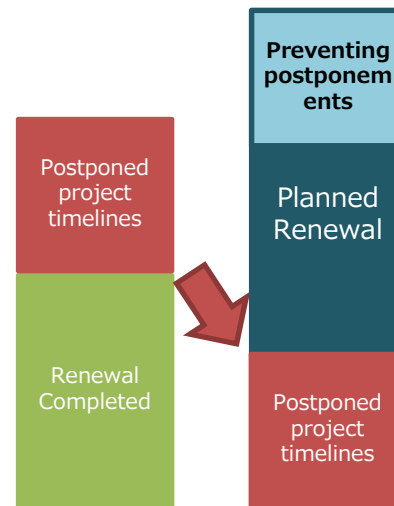 Postponed
project
timelines
Renewal
Completed
Preventing
postponem
ents
Planned
Renewal
Postponed
project
timelines